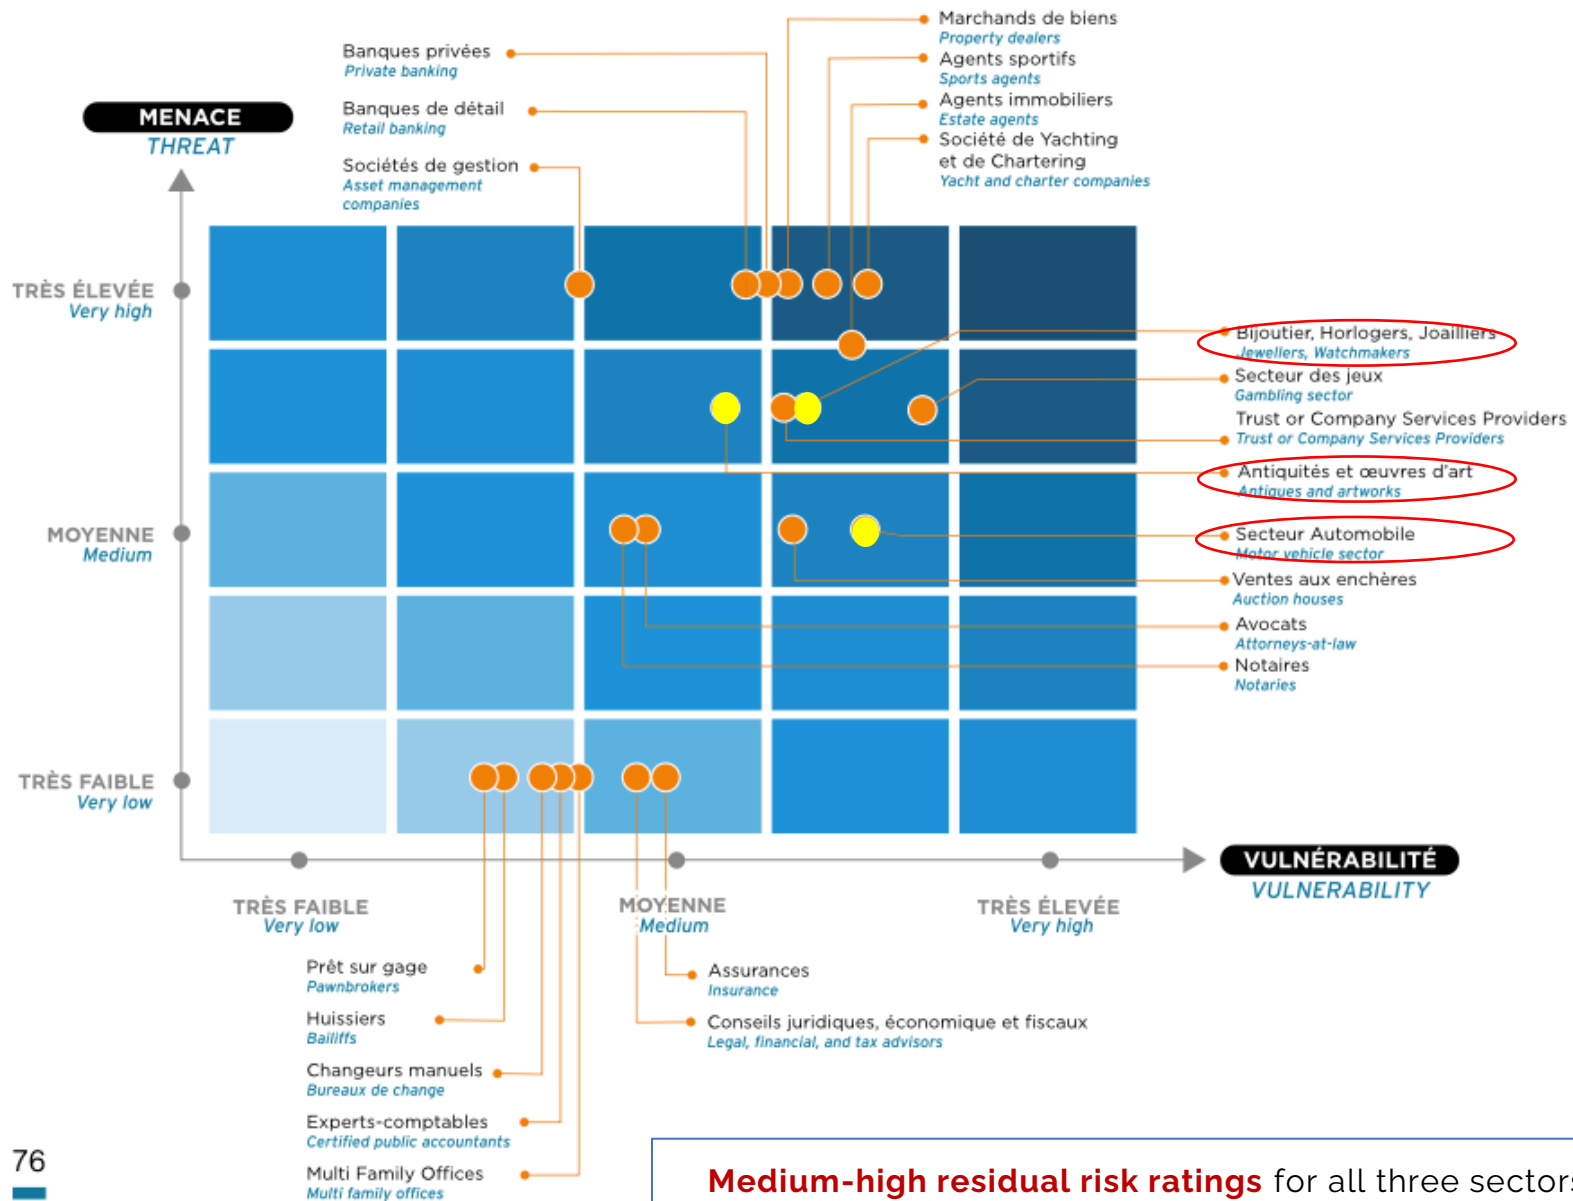 Marchands de biens
Property dealers
Agents sportifs
Sports agents
Agents immobiliers
Estate agents
Société de Yachting
et de Chartering
Yacht and charter companies
Banques privées
Private banking
Banques de détail
Retail banking
Sociétés de gestion
Asset management
companies
MENACE
THREAT
TRÈS ÉLEVÉE
Very high
MOYENNE
Medium
TRÈS FAIBLE
Very low
Bijoutier, Horlogers, Joailliers
Jewellers, Watchmakers
Secteur des jeux
Gambling sector
Trust or Company Services Providers
Trust or Company Services Providers
Antiquités et œuvres d'art
Antiques and artworks
Secteur Automobile
Motor vehicle sector
Ventes aux enchères
Auction houses
Avocats
Attorneys-at-law
Notaires
Notaries
VULNÉRABILITÉ
VULNERABILITY
TRÈS FAIBLE
Very low
MOYENNE
Medium
TRÈS ÉLEVÉE
Very high
Prêt sur gage
Pawnbrokers
Huissiers
Bailiffs
Changeurs manuels
Bureaux de change
Experts-comptables
Certified public accountants
Multi Family Offices
Multi family offices
Assurances
Insurance
Conseils juridiques, économique et fiscaux
Legal, financial, and tax advisors
76
Medium-high residual risk ratings for all three sectors